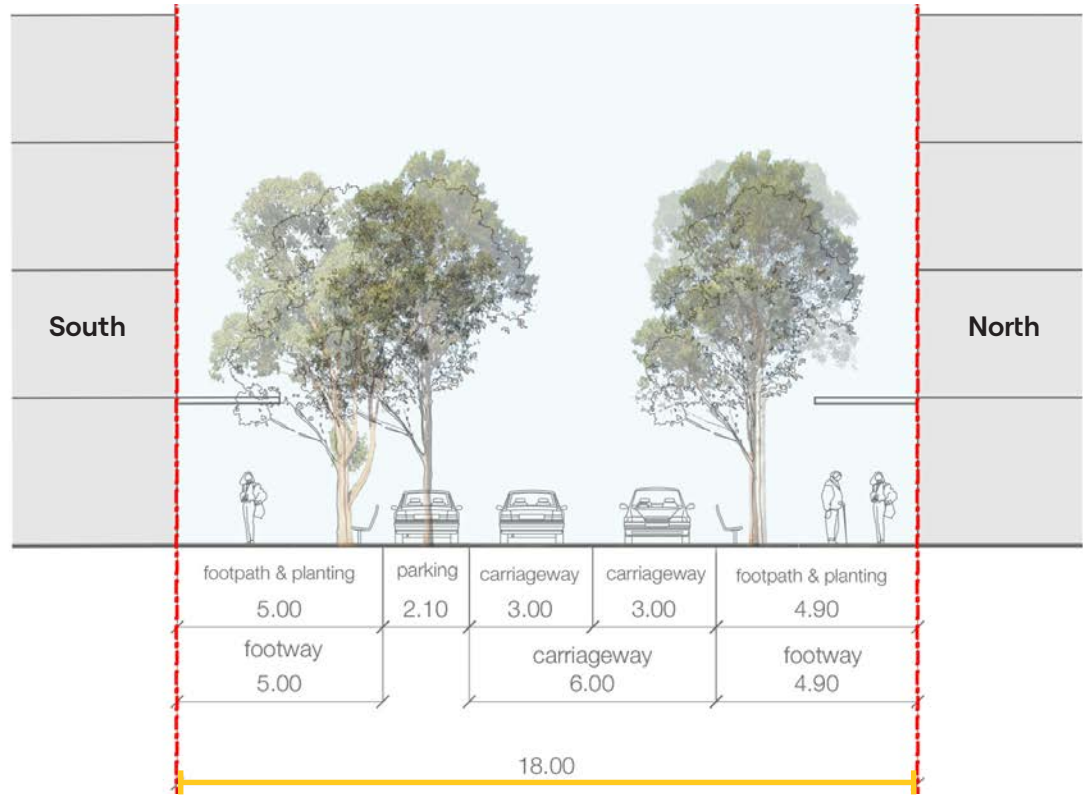 South
North
footpath & planting
parking
carriageway
carriageway
footpath & planting
5.00
2.10
3.00
3.00
4.90
footway
carriageway
footway
5.00
6.00
4.90
18.00